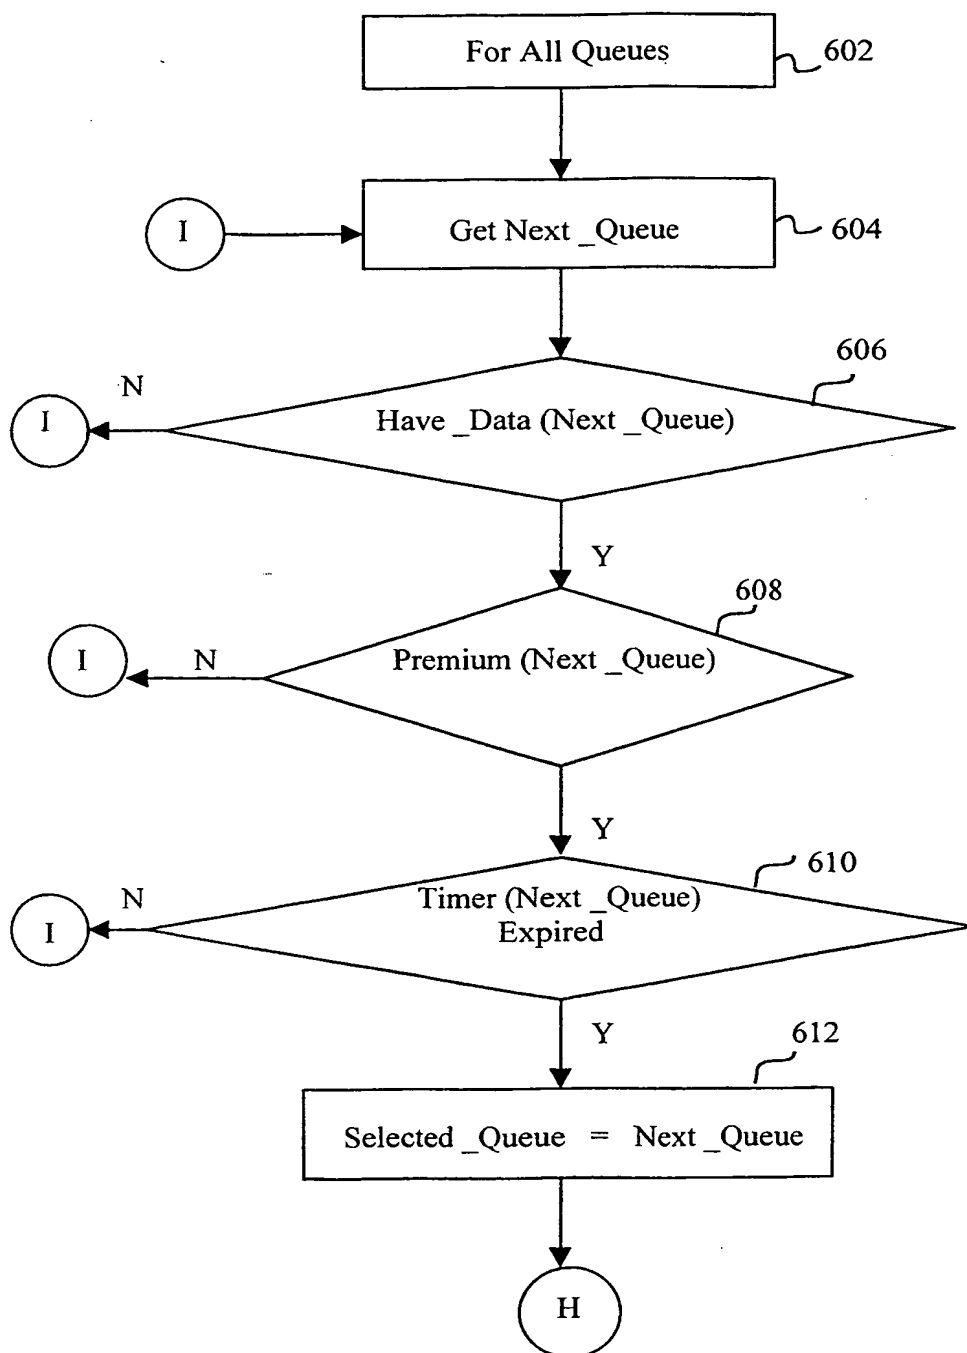 For All Queues
602
I
Get Next _Queue
604
606
N
I
Have _Data (Next _Queue)
Y
608
I
N
Premium (Next _Queue)
Y
610
N
I
Timer (Next _Queue)
Expired
Y
612
Selected _Queue = Next _Queue
H